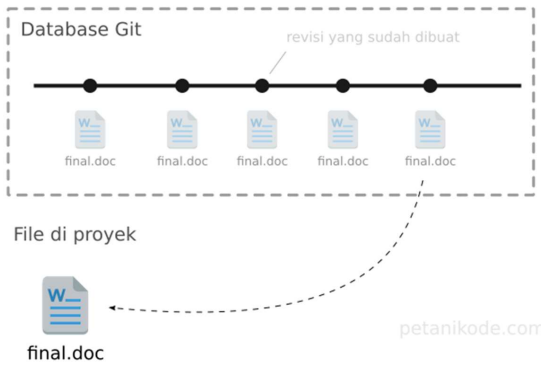 Database Git
revisi yang sudah dibuat
W
W
W
W
W
final.doc
final.doc
final.doc
final.doc
final.doc
File di proyek
W
final.doc
petanikode.com